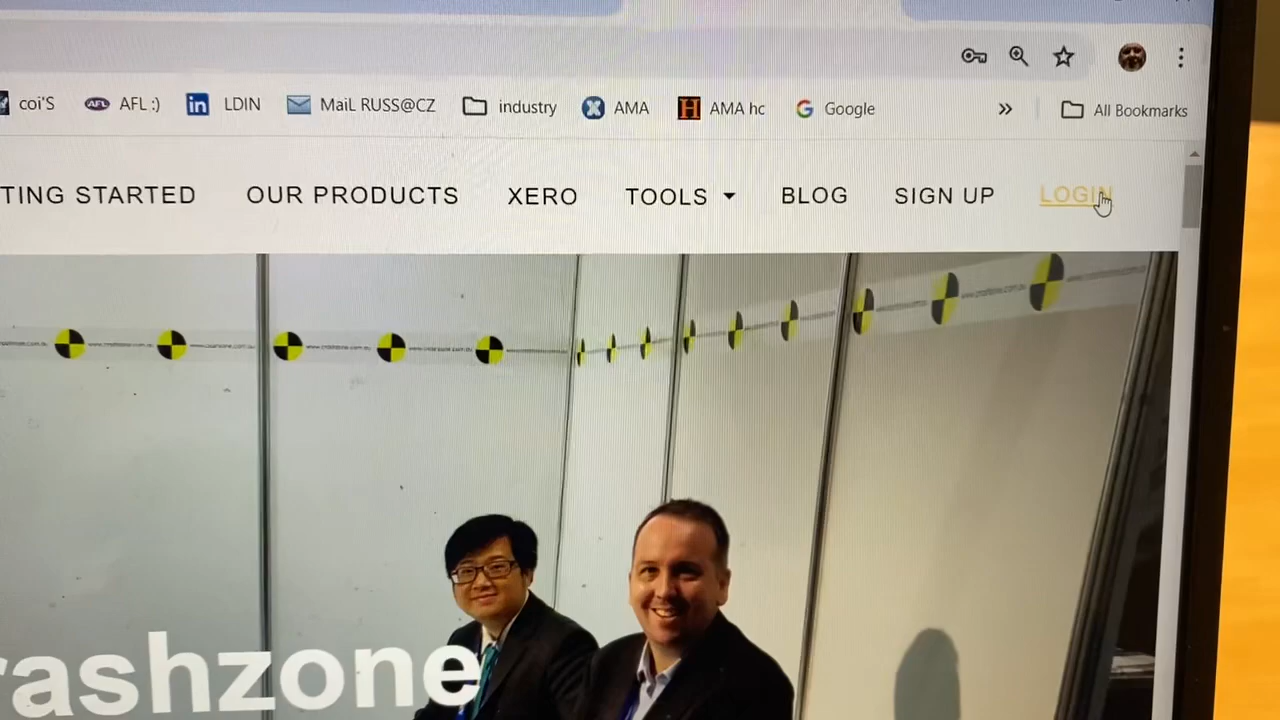 coi'S AFL :) LDIN MaiL RUSS@CZ industry AMA AMA hc Google » All Bookmarks
TING STARTED OUR PRODUCTS XERO TOOLS BLOG SIGN UP LOGIN
rashzone